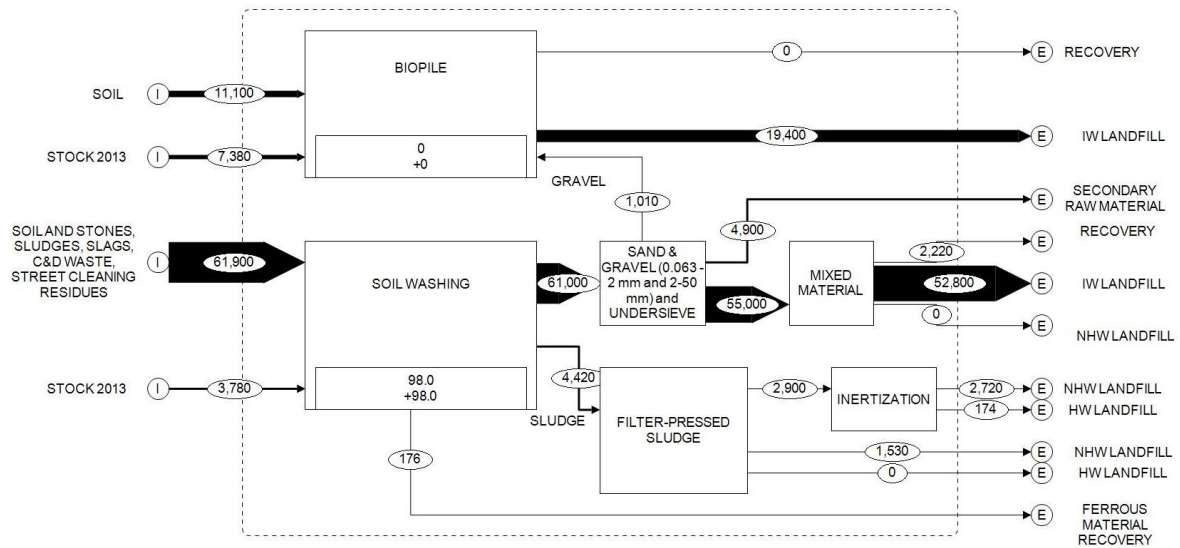 BIOPILE
0
E
RECOVERY
SOIL
I
11,100
19,400
E
IW LANDFILL
STOCK 2013
I
7,380
0
+0
GRAVEL
1,010
4,900
E
SECONDARY
RAW MATERIAL
SOIL AND STONES,
SLUDGES, SLAGS,
C&D WASTE,
STREET CLEANING
RESIDUES
I
61,900
SOIL WASHING
61,000
SAND &
GRAVEL (0.063 -
2 mm and 2-50
mm) and
UNDERSIEVE
55,000
MIXED
MATERIAL
2,220
E
RECOVERY
52,800
E
IW LANDFILL
0
E
NHW LANDFILL
STOCK 2013
I
3,780
98.0
+98.0
4,420
SLUDGE
FILTER-PRESSED
SLUDGE
2,900
INERTIZATION
2,720
E
NHW LANDFILL
174
E
HW LANDFILL
1,530
E
NHW LANDFILL
0
E
HW LANDFILL
176
E
FERROUS
MATERIAL
RECOVERY